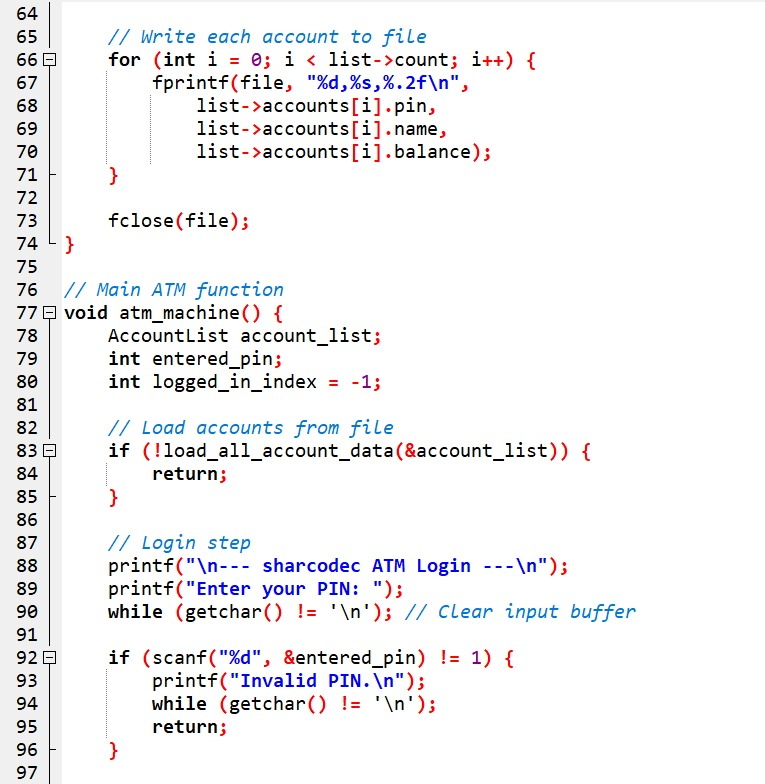 64
65 // Write each account to file
66 for (int i = 0; i < list->count; i++) {
67 fprintf(file, "%d,%s,%.2f\n",
68 list->accounts[i].pin,
69 list->accounts[i].name,
70 list->accounts[i].balance);
71 }
72
73 fclose(file);
74 }
75
76 // Main ATM function
77 void atm_machine() {
78 AccountList account_list;
79 int entered_pin;
80 int logged_in_index = -1;
81
82 // Load accounts from file
83 if (!load_all_account_data(&account_list)) {
84 return;
85 }
86
87 // Login step
88 printf("\n--- sharcodec ATM Login ---\n");
89 printf("Enter your PIN: ");
90 while (getchar() != '\n'); // Clear input buffer
91
92 if (scanf("%d", &entered_pin) != 1) {
93 printf("Invalid PIN.\n");
94 while (getchar() != '\n');
95 return;
96 }
97